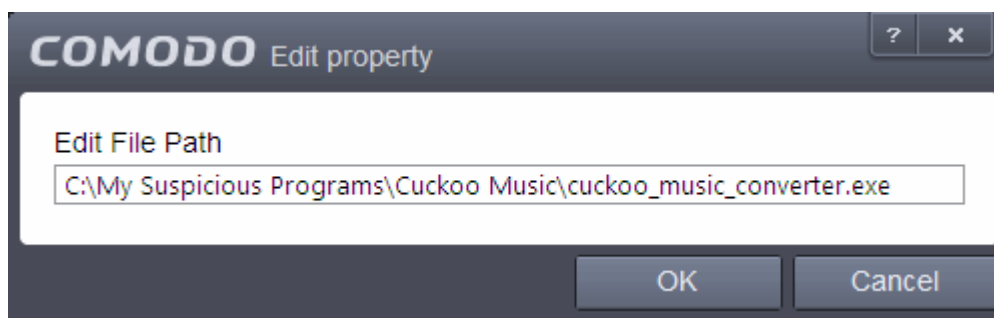 COMODO Edit property
? ×
Edit File Path
C:\My Suspicious Programs\Cuckoo Music\cuckoo_music_converter.exe
OK Cancel